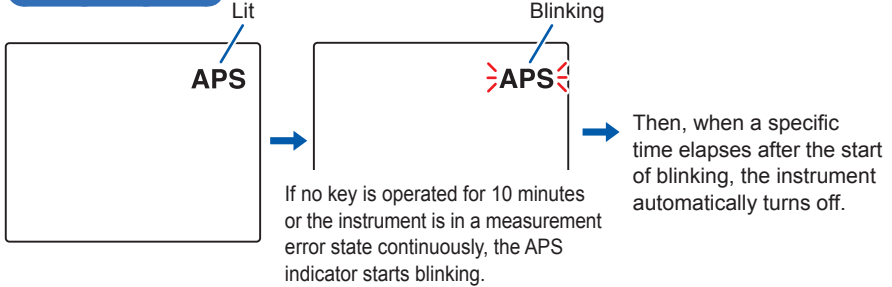 Lit
Blinking
APS
APS
If no key is operated for 10 minutes
or the instrument is in a measurement
error state continuously, the APS
indicator starts blinking.
Then, when a specific
time elapses after the start
of blinking, the instrument
automatically turns off.